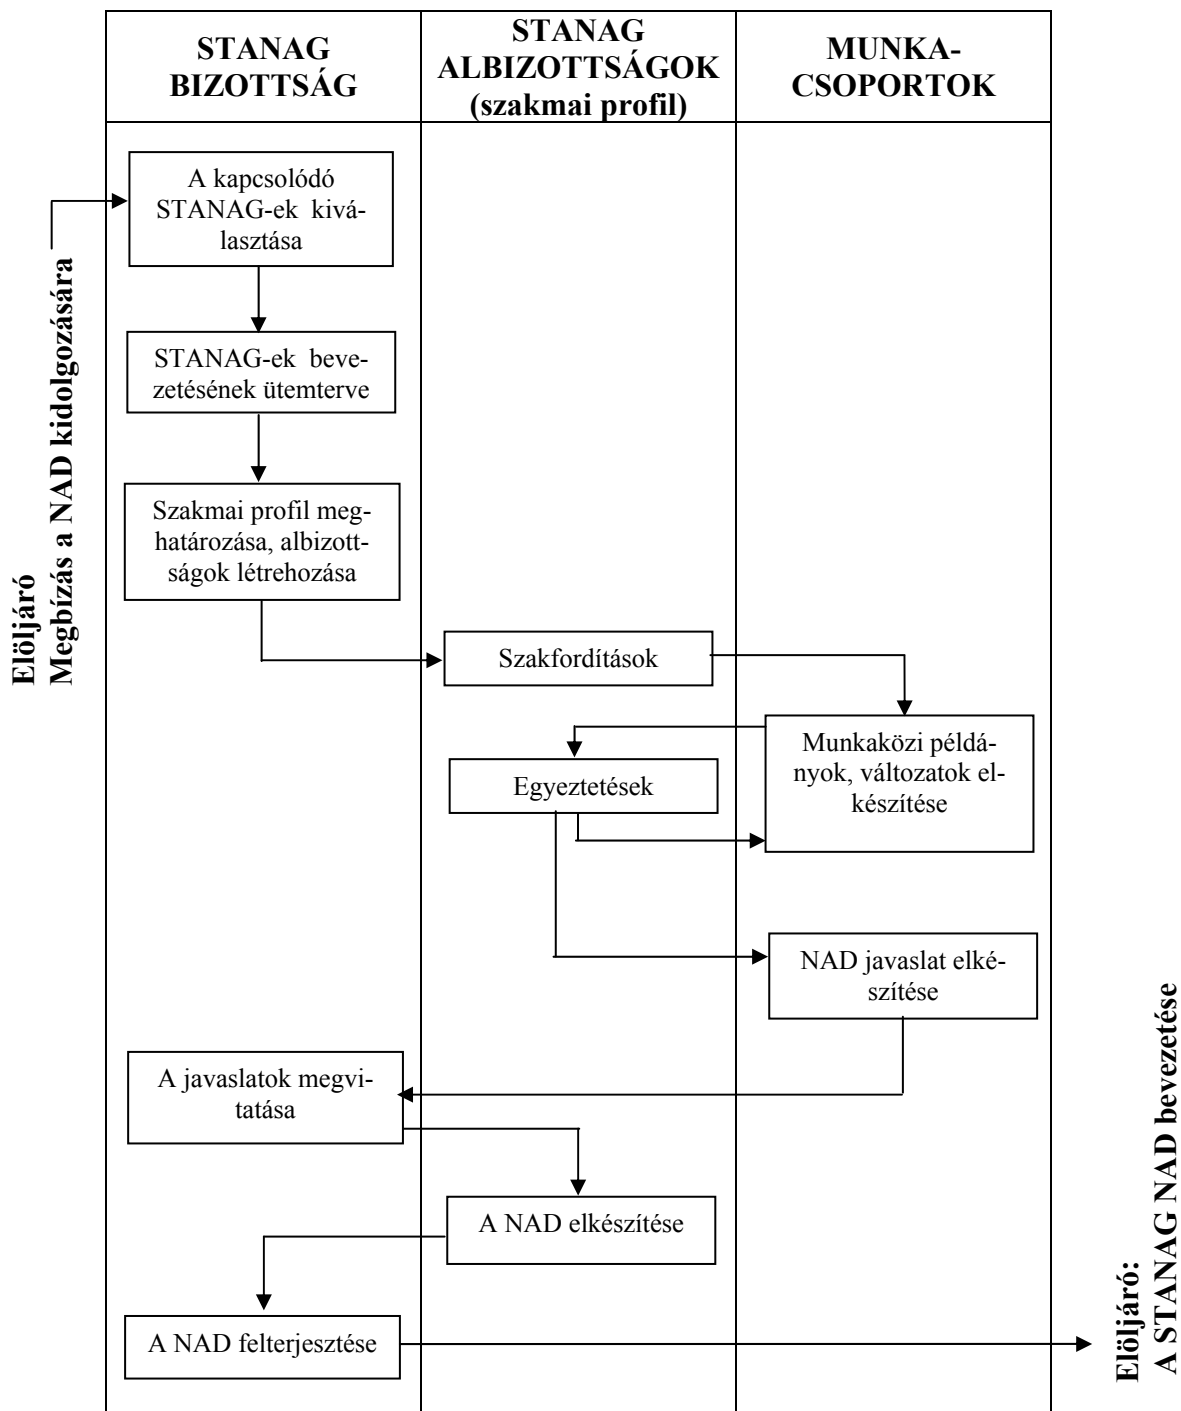 STANAG
BIZOTTSÁG
STANAG
ALBIZOTTSÁGOK
(szakmai profil)
MUNKA-
CSOPORTOK
Elöljáró
Megbízás a NAD kidolgozására
A kapcsolódó
STANAG-ek kivá-
lasztása
STANAG-ek beve-
zetésének ütemterve
Szakmai profil meg-
határozása, albizott-
ságok létrehozása
Szakfordítások
Munkaközi példá-
nyok, változatok el-
készítése
Egyeztetések
NAD javaslat elké-
szítése
A javaslatok megvi-
tatása
A NAD elkészítése
A NAD felterjesztése
Elöljáró:
A STANAG NAD bevezetése